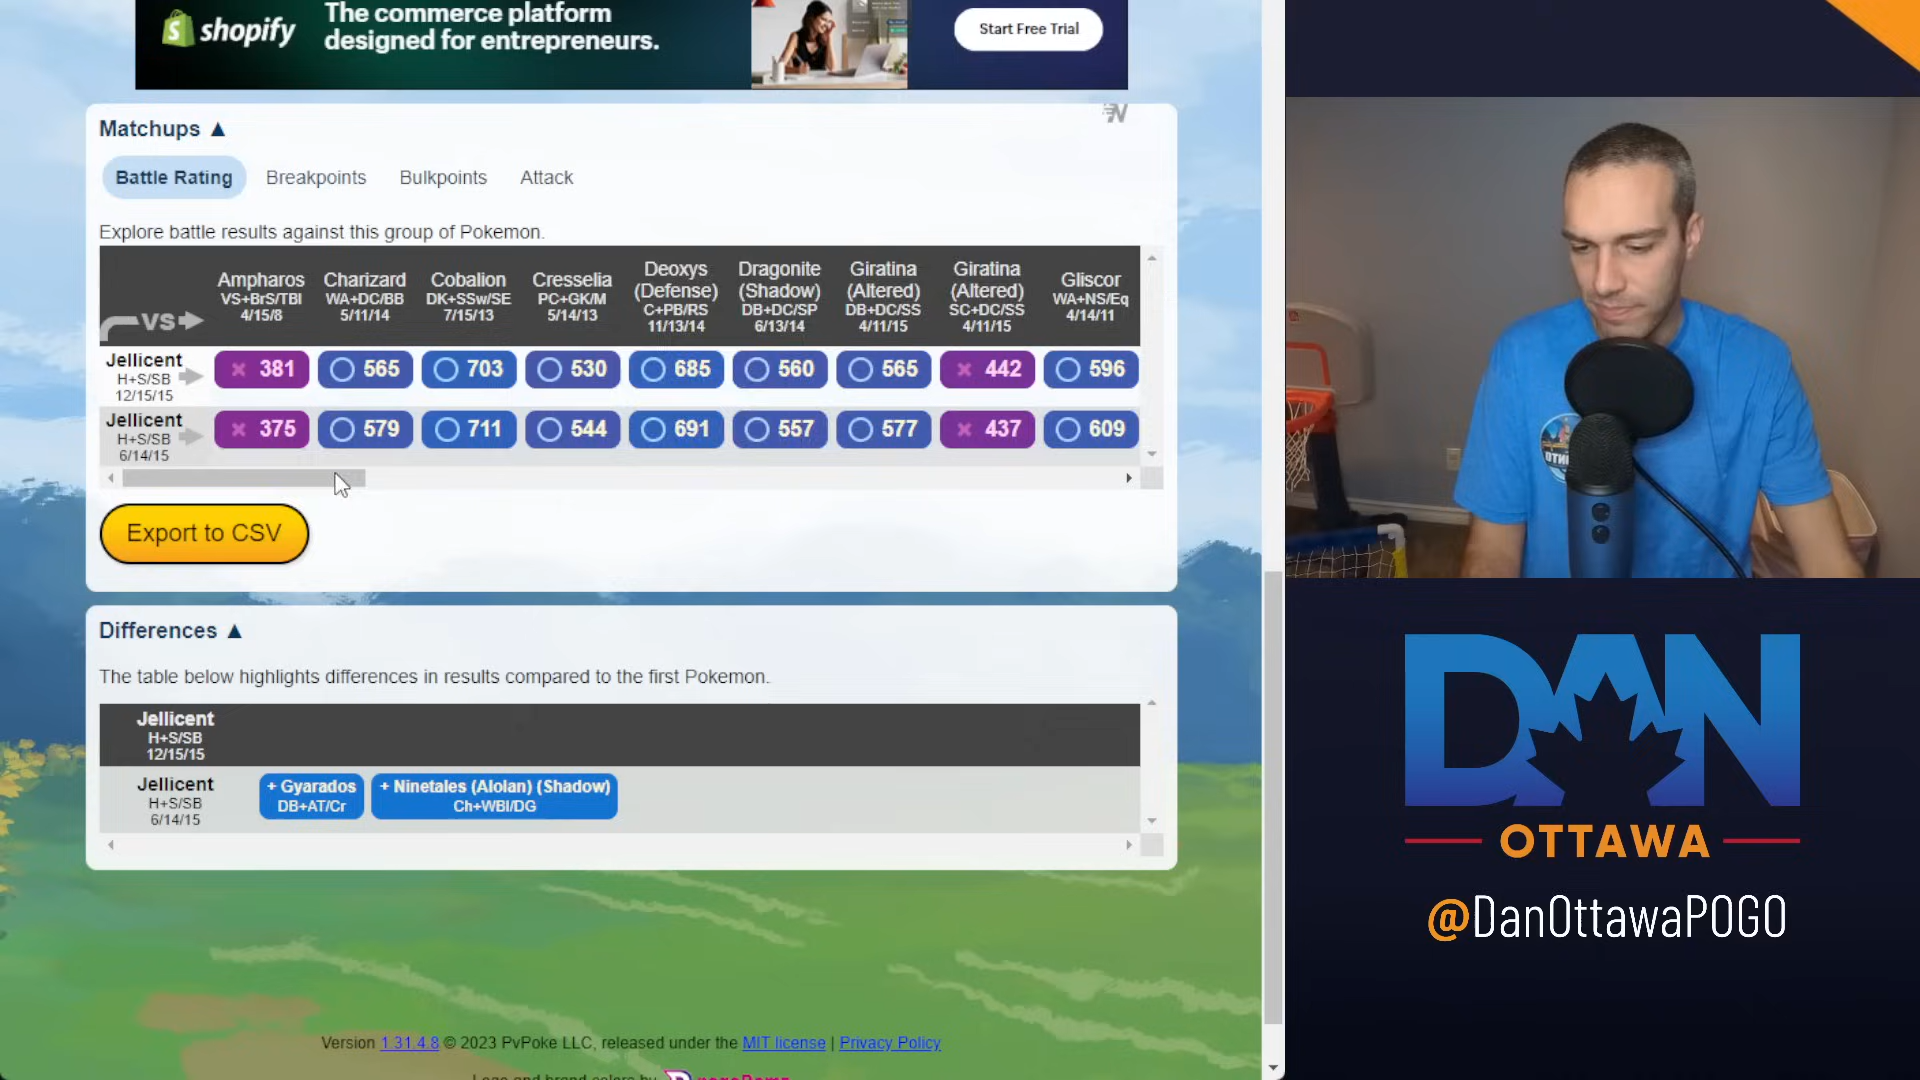 shopify
The commerce platform
designed for entrepreneurs.
Start Free Trial
Matchups ▲
Battle Rating Breakpoints Bulkpoints Attack
Explore battle results against this group of Pokemon.
VS
Ampharos
VS+BrS/TBl
4/15/8
Charizard
WA+DC/BB
5/11/14
Cobalion
DK+SSw/SE
7/15/13
Cresselia
PC+GK/M
5/14/13
Deoxys
(Defense)
C+PB/RS
11/13/14
Dragonite
(Shadow)
DB+DC/SP
6/13/14
Giratina
(Altered)
DB+DC/SS
4/11/15
Giratina
(Altered)
SC+DC/SS
4/11/15
Gliscor
WA+NS/Eq
4/14/11
Jellicent
H+S/SB
12/15/15
381 565 703 530 685 560 565 442 596
Jellicent
H+S/SB
6/14/15
375 579 711 544 691 557 577 437 609
Export to CSV
Differences ▲
The table below highlights differences in results compared to the first Pokemon.
Jellicent
H+S/SB
12/15/15
Jellicent
H+S/SB
6/14/15
+ Gyarados
DB+AT/Cr
+ Ninetales (Alolan) (Shadow)
Ch+WBl/DG
Version 1.31.4.8 © 2023 PvPoke LLC, released under the MIT license | Privacy Policy
DAN
OTTAWA
@DanOttawaPOGO